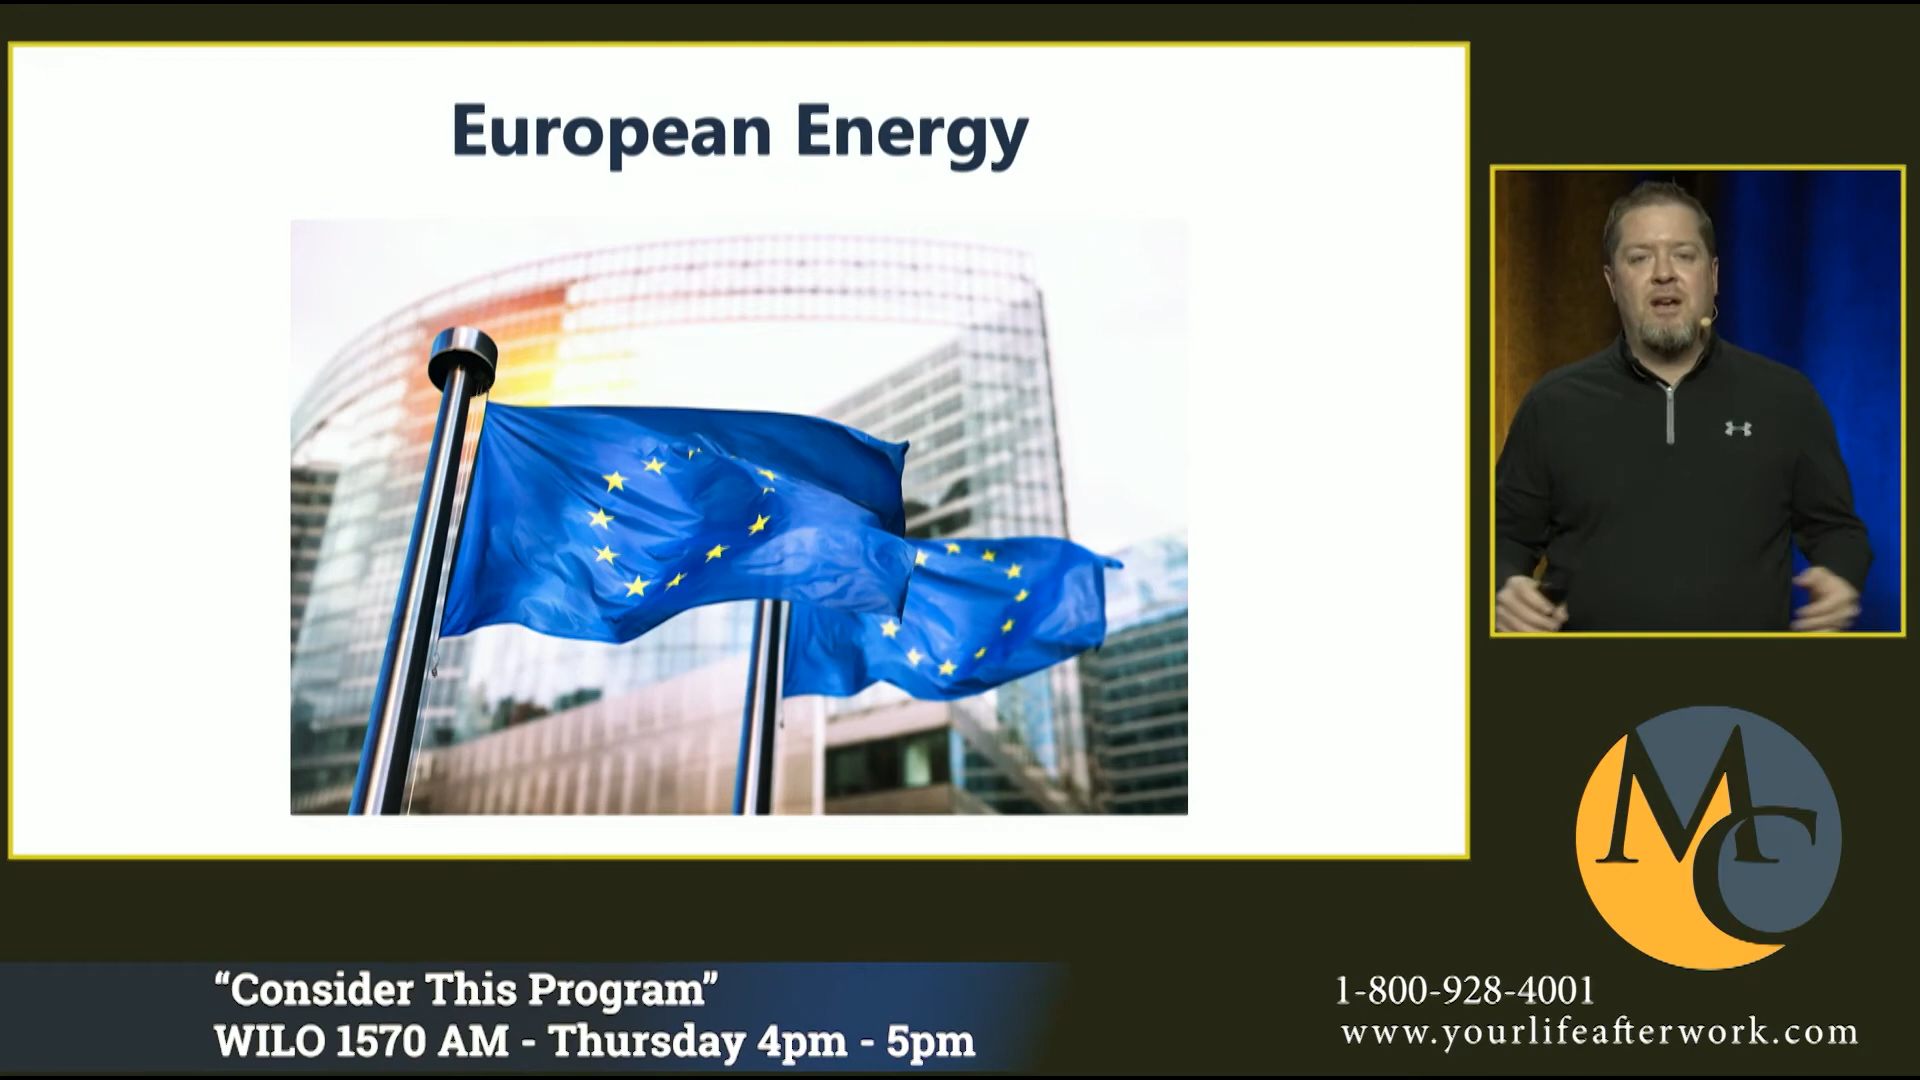 European Energy
MC
“Consider This Program”
WILO 1570 AM - Thursday 4pm - 5pm
1-800-928-4001
www.yourlifeafterwork.com